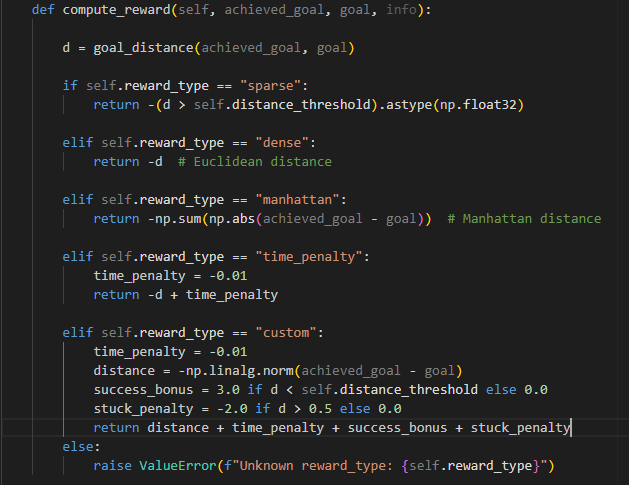 def compute_reward(self, achieved_goal, goal, info):
d = goal_distance(achieved_goal, goal)
if self.reward_type == "sparse":
return -(d > self.distance_threshold).astype(np.float32)
elif self.reward_type == "dense":
return -d  # Euclidean distance
elif self.reward_type == "manhattan":
return -np.sum(np.abs(achieved_goal - goal))  # Manhattan distance
elif self.reward_type == "time_penalty":
time_penalty = -0.01
return -d + time_penalty
elif self.reward_type == "custom":
time_penalty = -0.01
distance = -np.linalg.norm(achieved_goal - goal)
success_bonus = 3.0 if d < self.distance_threshold else 0.0
stuck_penalty = -2.0 if d > 0.5 else 0.0
return distance + time_penalty + success_bonus + stuck_penalty
else:
raise ValueError(f"Unknown reward_type: {self.reward_type}")